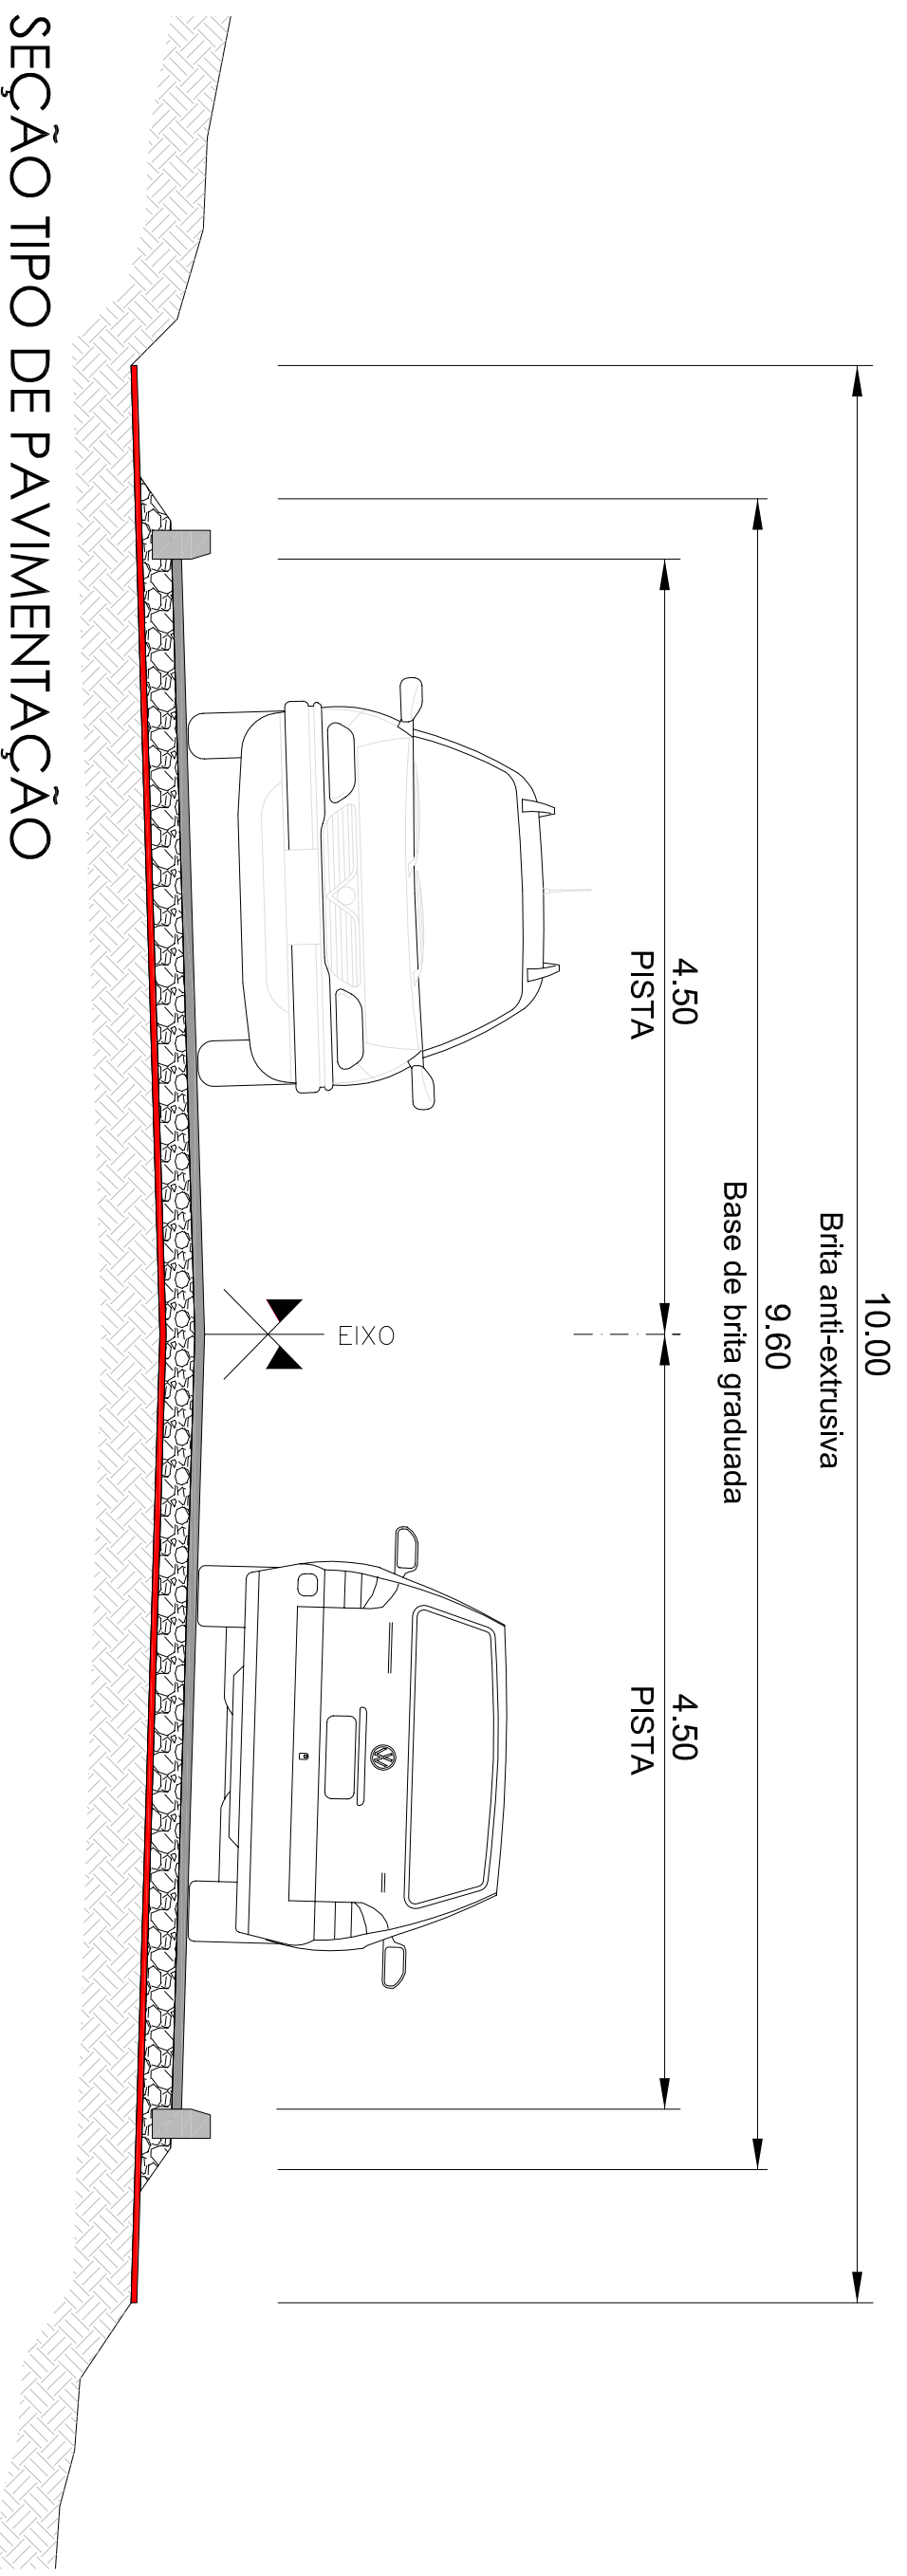 10.00
Brita anti-extrusiva
9.60
Base de brita graduada
4.50
PISTA
4.50
PISTA
EIXO
SEÇÃO TIPO DE PAVIMENTAÇÃO